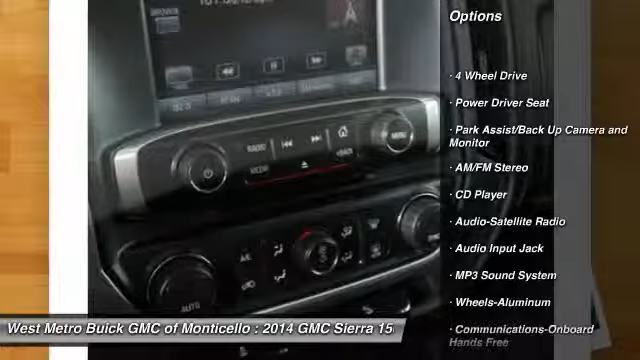 Options
· 4 Wheel Drive
· Power Driver Seat
· Park Assist/Back Up Camera and
Monitor
· AM/FM Stereo
· CD Player
· Audio-Satellite Radio
· Audio Input Jack
· MP3 Sound System
· Wheels-Aluminum
· Communications-Onboard
Hands Free
RADIO
MENU
MEDIA
BACK
AUTO
West Metro Buick GMC of Monticello : 2014 GMC Sierra 15